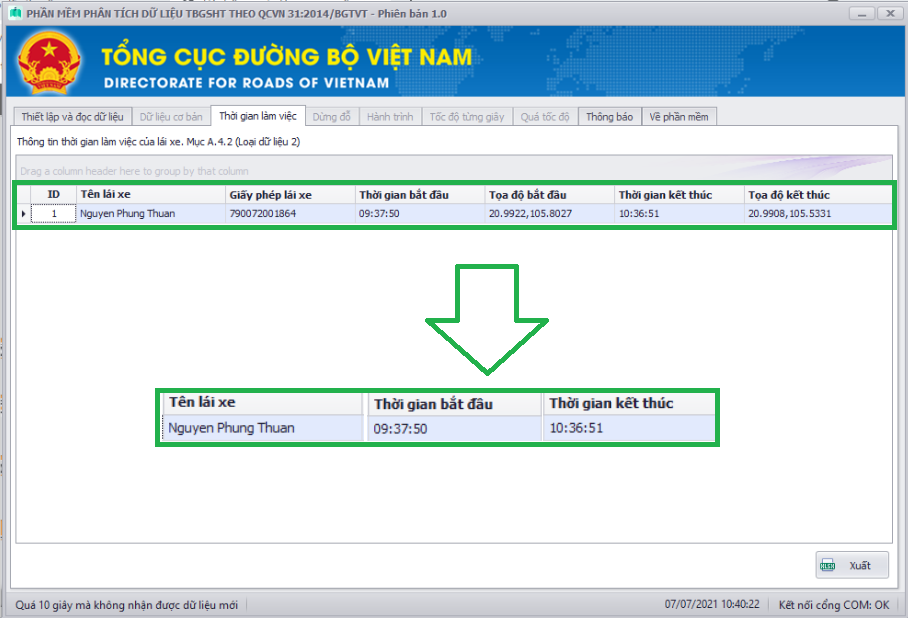 PHẦN MỀM PHÂN TÍCH DỮ LIỆU TBGSHT THEO QCVN 31:2014/BGTVT - Phiên bản 1.0
TỔNG CỤC ĐƯỜNG BỘ VIỆT NAM
DIRECTORATE FOR ROADS OF VIETNAM
Thiết lập và đọc dữ liệu Dữ liệu cơ bản Thời gian làm việc Dừng đỗ Hành trình Tốc độ từng giây Quá tốc độ Thông báo Về phần mềm
Thông tin thời gian làm việc của lái xe. Mục A.4.2 (Loại dữ liệu 2)
Drag a column header here to group by that column
ID Tên lái xe Giấy phép lái xe Thời gian bắt đầu Tọa độ bắt đầu Thời gian kết thúc Tọa độ kết thúc
1 Nguyen Phung Thuan 790072001864 09:37:50 20.9922,105.8027 10:36:51 20.9908,105.5331
Tên lái xe Thời gian bắt đầu Thời gian kết thúc
Nguyen Phung Thuan 09:37:50 10:36:51
Xuất
Quá 10 giây mà không nhận được dữ liệu mới 07/07/2021 10:40:22 Kết nối cổng COM: OK